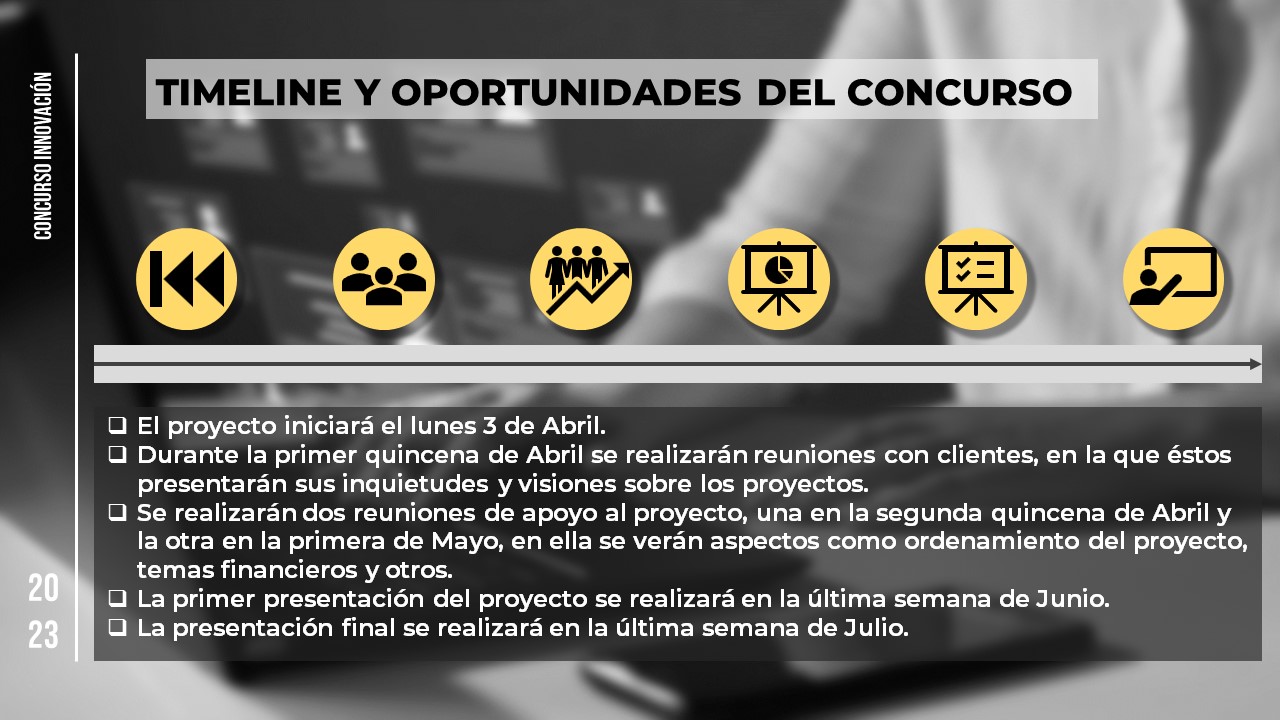 CONCURSO INNOVACIÓN
20
23
TIMELINE Y OPORTUNIDADES DEL CONCURSO
❑ El proyecto iniciará el lunes 3 de Abril.
❑ Durante la primer quincena de Abril se realizarán reuniones con clientes, en la que éstos
presentarán sus inquietudes y visiones sobre los proyectos.
❑ Se realizarán dos reuniones de apoyo al proyecto, una en la segunda quincena de Abril y
la otra en la primera de Mayo, en ella se verán aspectos como ordenamiento del proyecto,
temas financieros y otros.
❑ La primer presentación del proyecto se realizará en la última semana de Junio.
❑ La presentación final se realizará en la última semana de Julio.